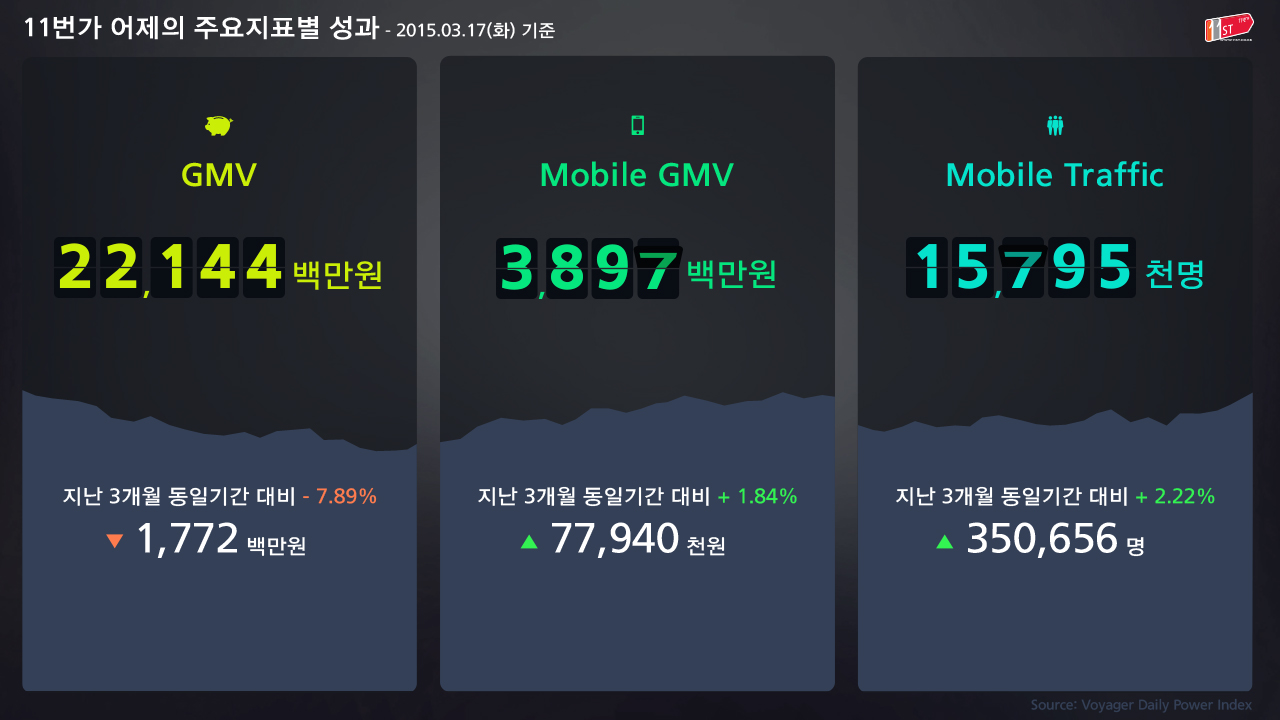 11번가 어제의 주요지표별 성과 - 2015.03.17(화) 기준
11ST
GMV
22,144 백만원
지난 3개월 동일기간 대비 - 7.89%
▼ 1,772 백만원
Mobile GMV
3,897 백만원
지난 3개월 동일기간 대비 + 1.84%
▲ 77,940 천원
Mobile Traffic
15,795 천명
지난 3개월 동일기간 대비 + 2.22%
▲ 350,656 명
Source: Voyager Daily Power Index